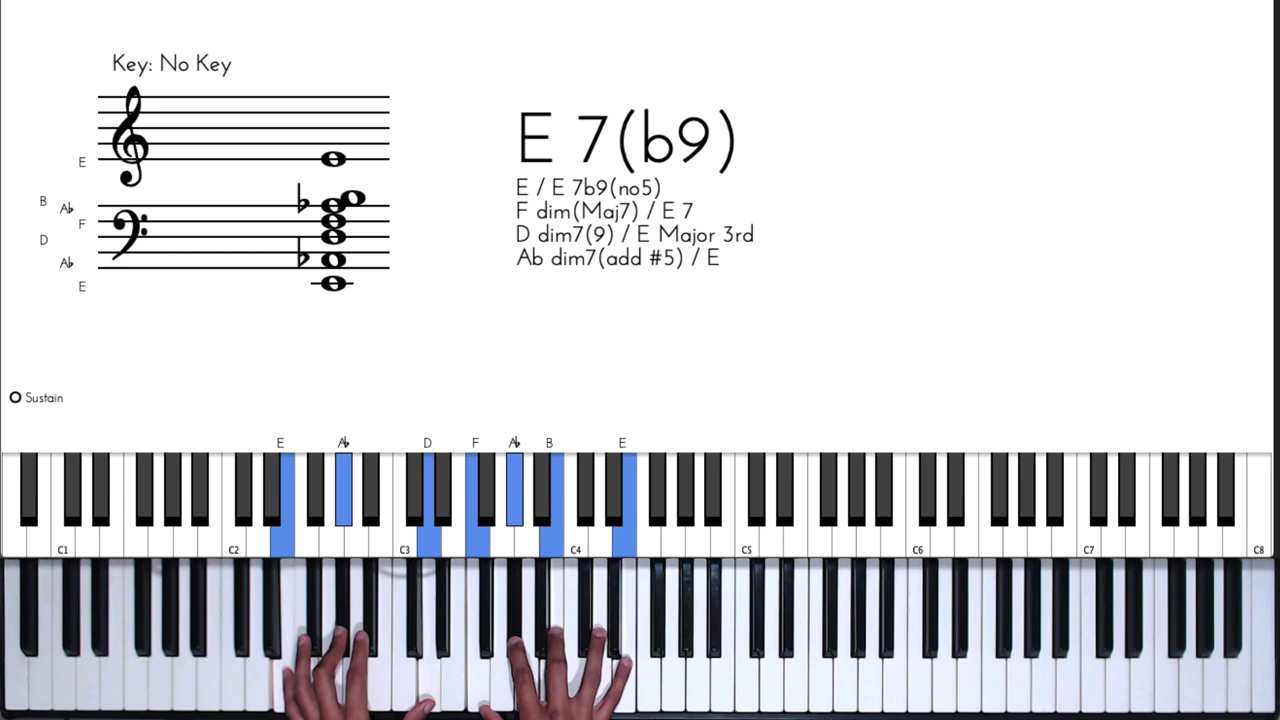 Key: No Key
E
B
Ab
F
D
Ab
E
E 7(b9)
E / E 7b9(no5)
F dim(Maj7) / E 7
D dim7(9) / E Major 3rd
Ab dim7(add #5) / E
Sustain
E Ab D F Ab B E
C1 C2 C3 C4 C5 C6 C7 C8